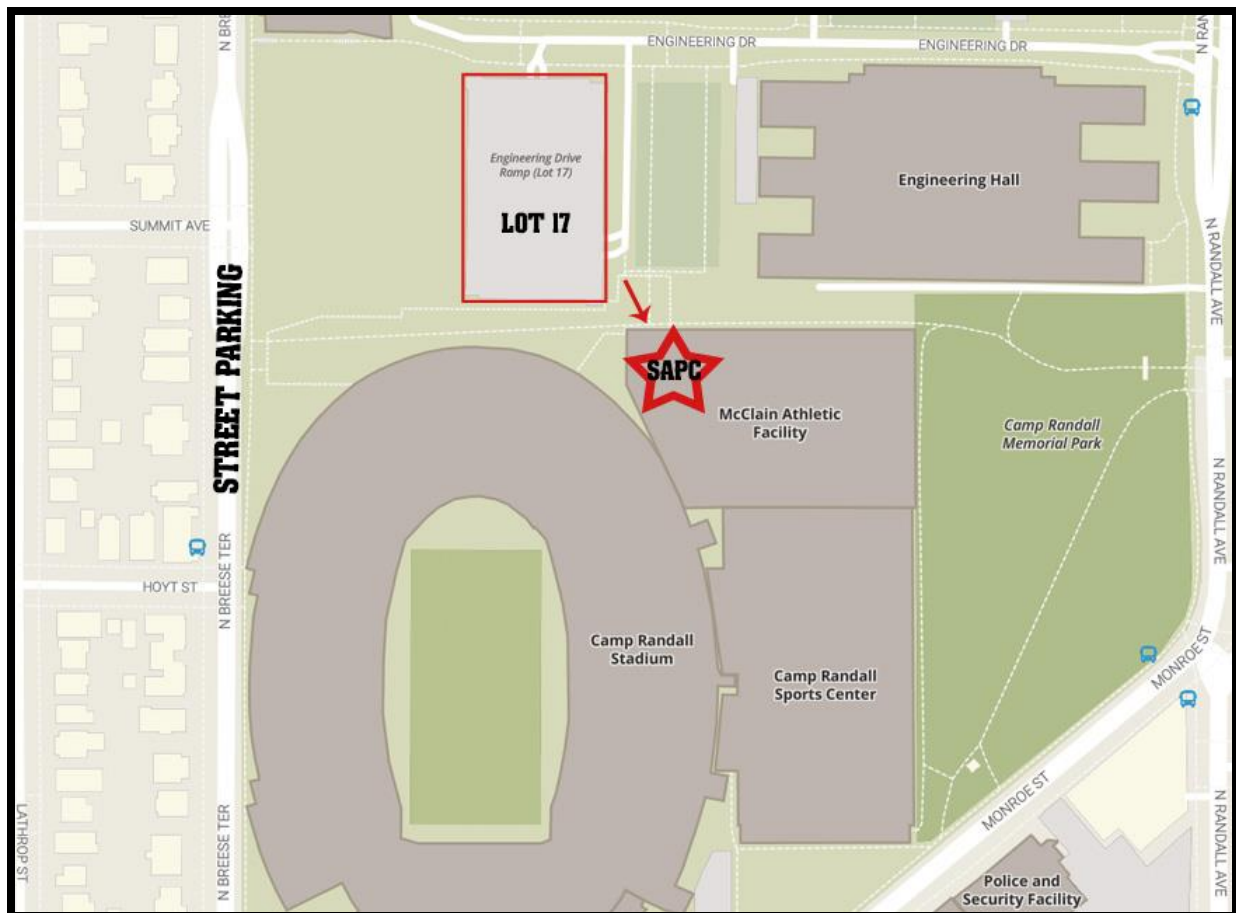 N BRE
ENGINEERING DR
ENGINEERING DR
N RAN
Engineering Drive
Ramp (Lot 17)
LOT 17
Engineering Hall
SUMMIT AVE
N RANDALL AVE
STREET PARKING
SAPC
McClain Athletic
Facility
Camp Randall
Memorial Park
N RANDALL AVE
HOYT ST
N BREESE TER
Camp Randall
Stadium
Camp Randall
Sports Center
MONROE ST
MONROE ST
LATHROP ST
N BREESE TER
N RANDALL AVE
Police and
Security Facility